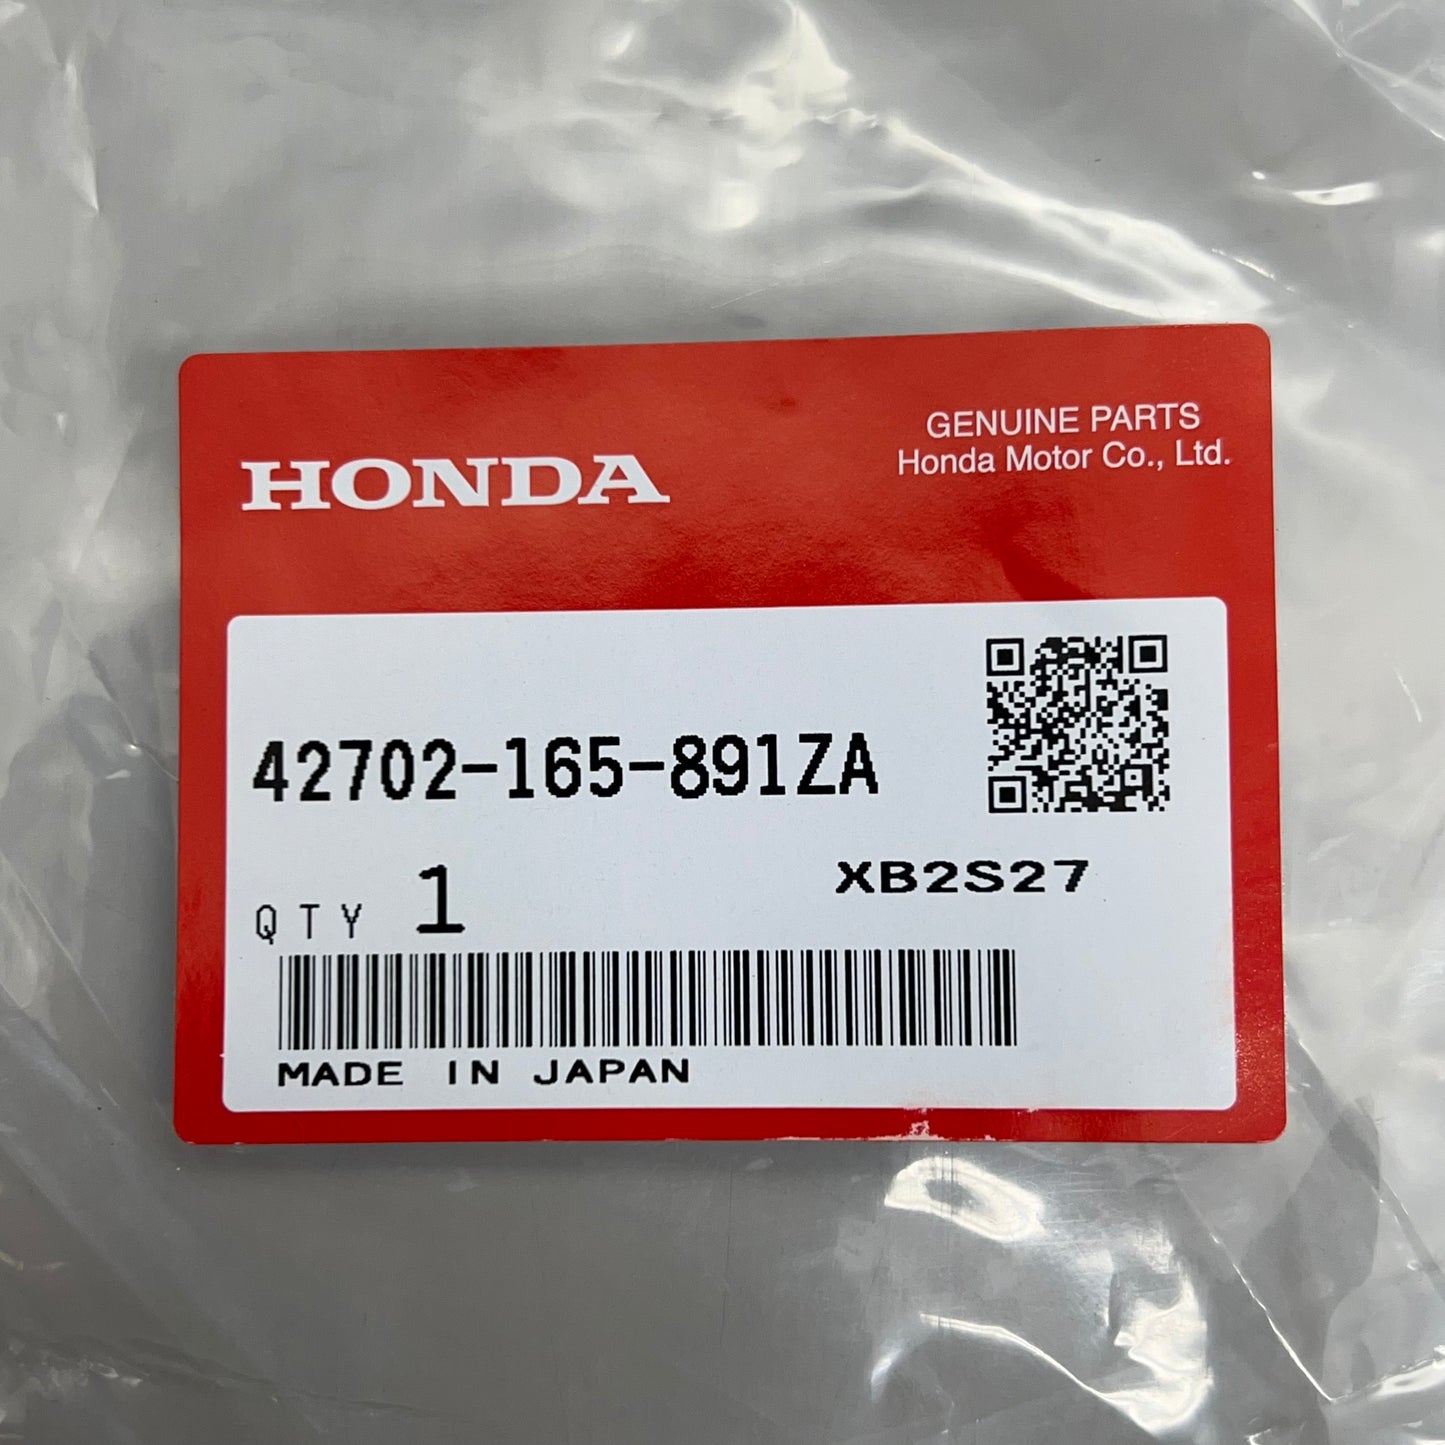 GENUINE PARTS
Honda Motor Co., Ltd.
HONDA
42702-165-891ZA
XB2S27
QTY 1
MADE IN JAPAN